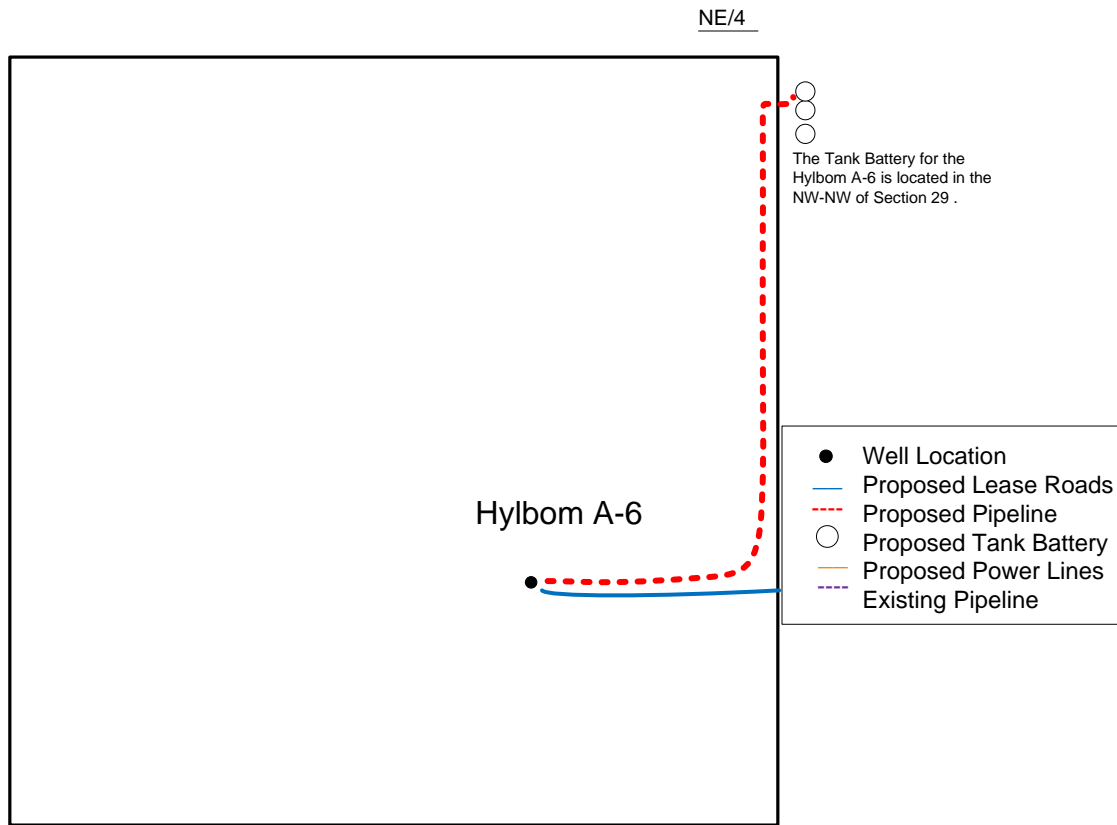 NE/4
The Tank Battery for the
Hylbom A-6 is located in the
NW-NW of Section 29 .
Hylbom A-6
Well Location
Proposed Lease Roads
Proposed Pipeline
Proposed Tank Battery
Proposed Power Lines
Existing Pipeline